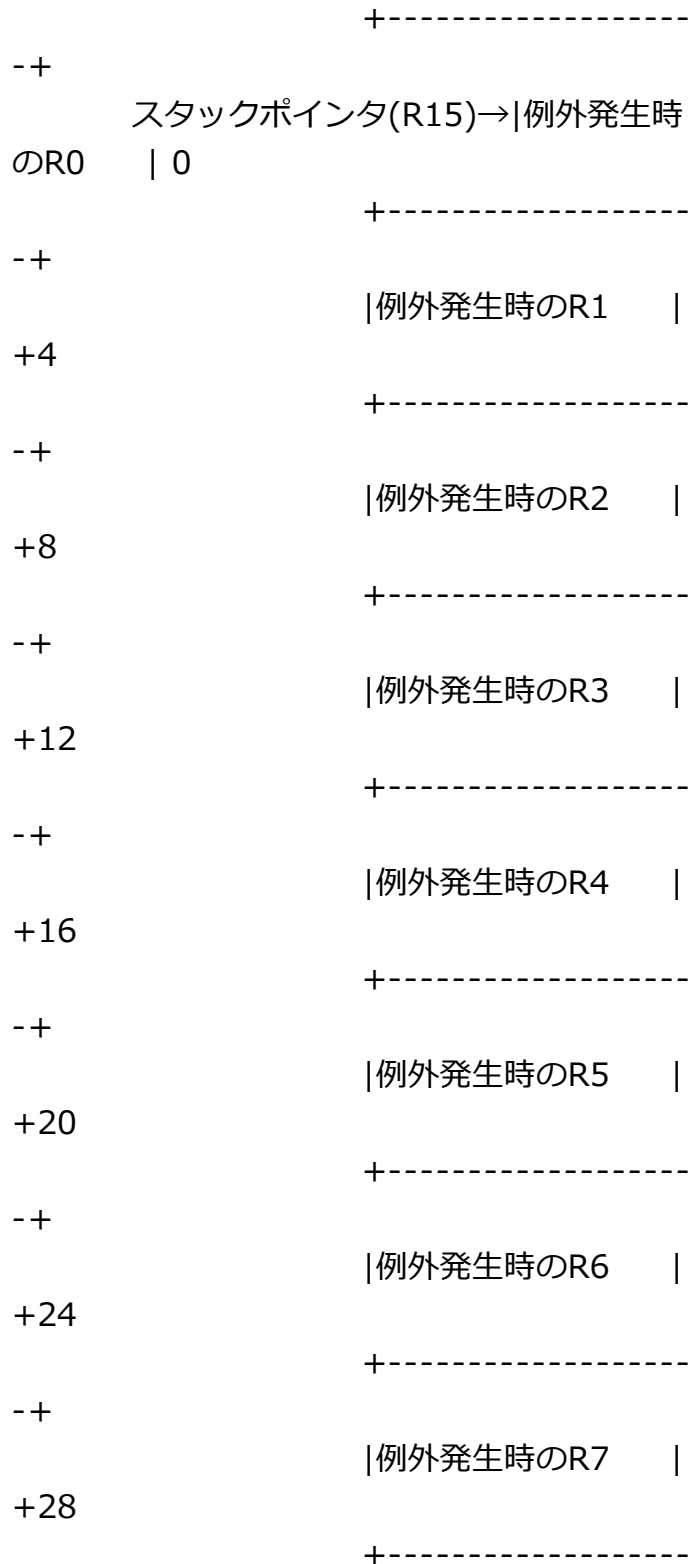 +-------------------
-+
スタックポインタ(R15)→|例外発生時
のR0 | 0
+-------------------
-+
|例外発生時のR1 |
+4
+-------------------
-+
|例外発生時のR2 |
+8
+-------------------
-+
|例外発生時のR3 |
+12
+-------------------
-+
|例外発生時のR4 |
+16
+-------------------
-+
|例外発生時のR5 |
+20
+-------------------
-+
|例外発生時のR6 |
+24
+-------------------
-+
|例外発生時のR7 |
+28
+-------------------